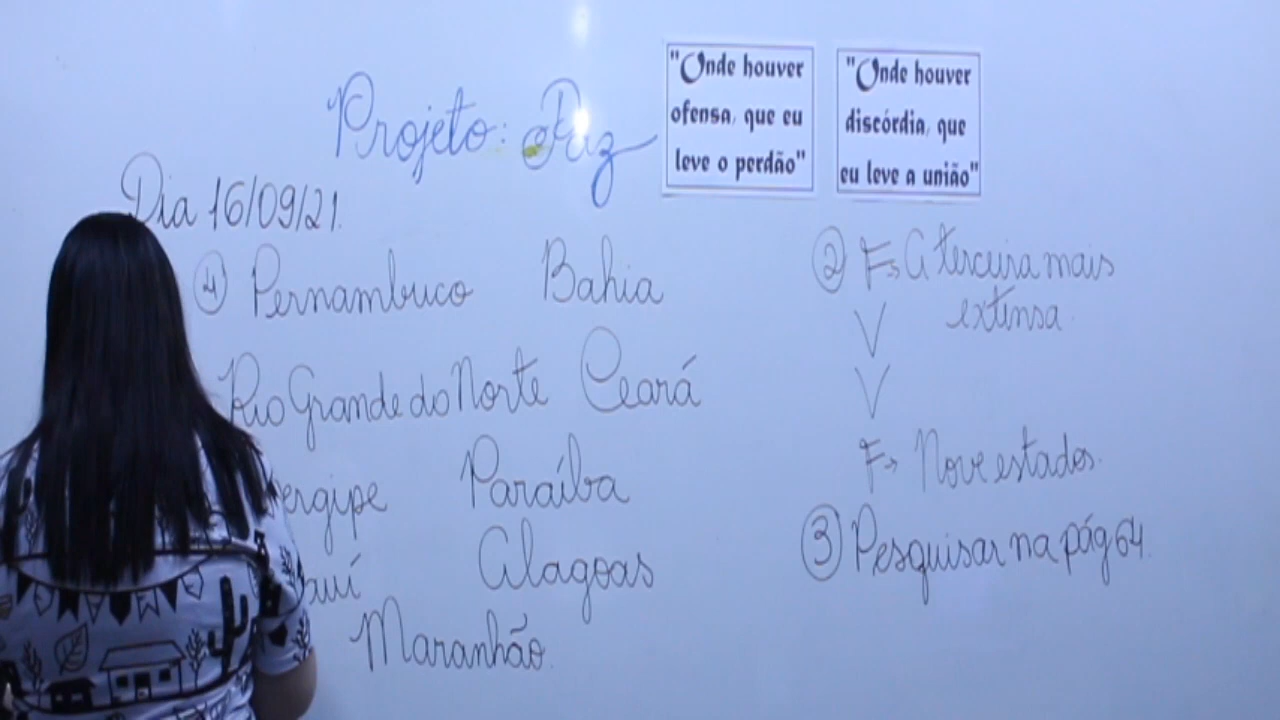 Projeto: Paz
"Onde houver
ofensa, que eu
leve o perdão"
"Onde houver
discórdia, que
eu leve a união"
Dia 16/09/21.
4 Pernambuco Bahia
Rio Grande do Norte Ceará
ergipe Paraíba
auí Alagoas
Maranhão.
2 F→ A terceira mais
extensa.
V
V
F→ Nove estados.
3 Pesquisar na pág 64.